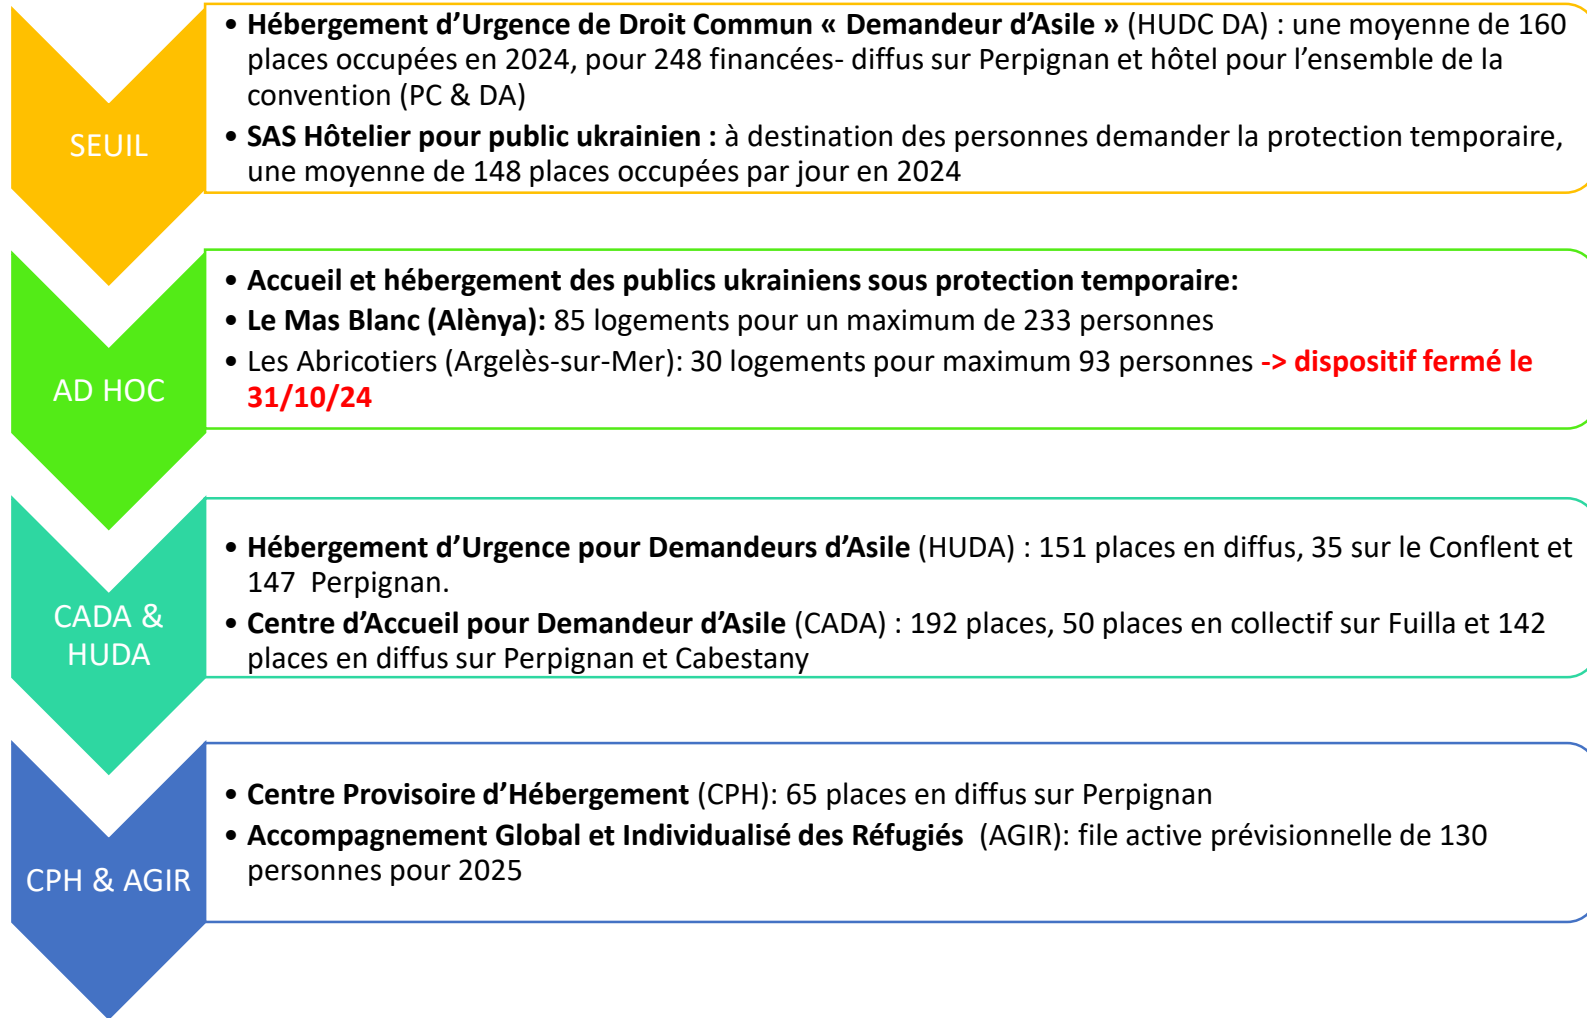 SEUIL
• Hébergement d’Urgence de Droit Commun « Demandeur d’Asile » (HUDC DA) : une moyenne de 160
places occupées en 2024, pour 248 financées- diffus sur Perpignan et hôtel pour l’ensemble de la
convention (PC & DA)
• SAS Hôtelier pour public ukrainien : à destination des personnes demander la protection temporaire,
une moyenne de 148 places occupées par jour en 2024
AD HOC
• Accueil et hébergement des publics ukrainiens sous protection temporaire:
• Le Mas Blanc (Alènya): 85 logements pour un maximum de 233 personnes
• Les Abricotiers (Argelès-sur-Mer): 30 logements pour maximum 93 personnes -> dispositif fermé le
31/10/24
CADA &
HUDA
• Hébergement d’Urgence pour Demandeurs d’Asile (HUDA) : 151 places en diffus, 35 sur le Conflent et
147 Perpignan.
• Centre d’Accueil pour Demandeur d’Asile (CADA) : 192 places, 50 places en collectif sur Fuilla et 142
places en diffus sur Perpignan et Cabestany
CPH & AGIR
• Centre Provisoire d’Hébergement (CPH): 65 places en diffus sur Perpignan
• Accompagnement Global et Individualisé des Réfugiés (AGIR): file active prévisionnelle de 130
personnes pour 2025